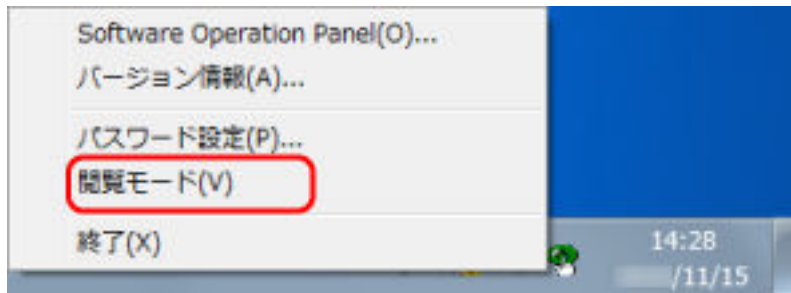 Software Operation Panel(O)...
バージョン情報(A)...
パスワード設定(P)...
閲覧モード(V)
終了(X)
14:28
/11/15